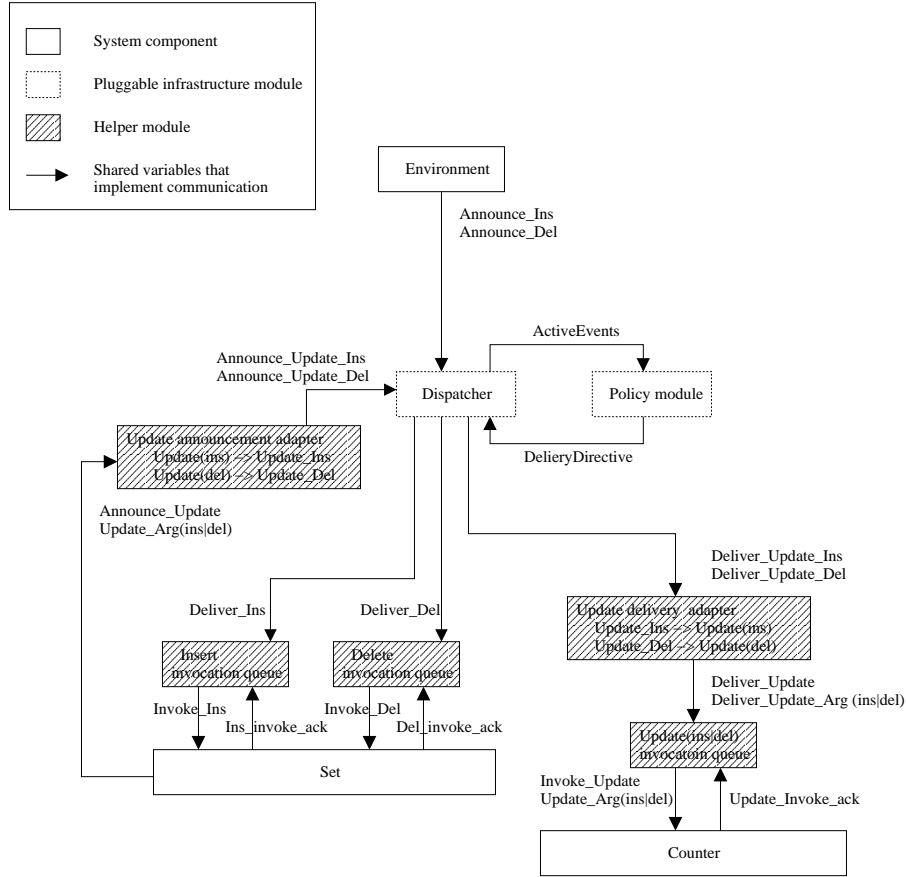 System component
Pluggable infrastructure module
Helper module
Shared variables that
implement communication
Environment
Announce_Ins
Announce_Del
ActiveEvents
Announce_Update_Ins
Announce_Update_Del
Dispatcher
Policy module
DelieryDirective
Update announcement adapter
Update(ins) -> Update_Ins
Update(del) -> Update_Del
Announce_Update
Update_Arg(ins|del)
Deliver_Update_Ins
Deliver_Update_Del
Deliver_Ins
Deliver_Del
Update delivery adapter
Update_Ins -> Update(ins)
Update_Del -> Update(del)
Insert
invocation queue
Delete
invocation queue
Deliver_Update
Deliver_Update_Arg (ins|del)
Invoke_Ins
Ins_invoke_ack
Invoke_Del
Del_invoke_ack
Update(ins|del)
invocatoin queue
Set
Invoke_Update
Update_Arg(ins|del)
Update_Invoke_ack
Counter